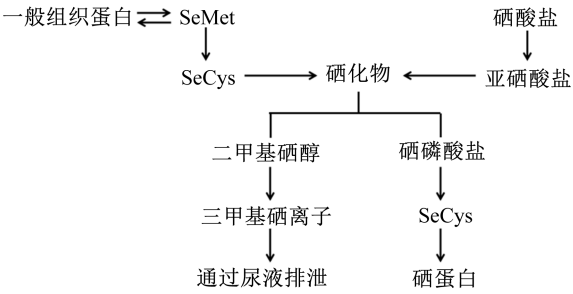 一般组织蛋白 SeMet 硒酸盐
SeCys 硒化物 亚硒酸盐
二甲基硒醇 硒磷酸盐
三甲基硒离子 SeCys
通过尿液排泄 硒蛋白